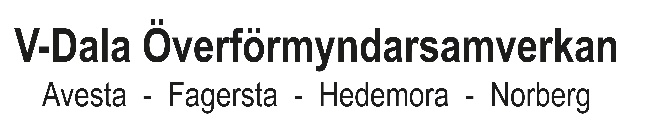 V-Dala Överförmyndarsamverkan
Avesta - Fagersta - Hedemora - Norberg